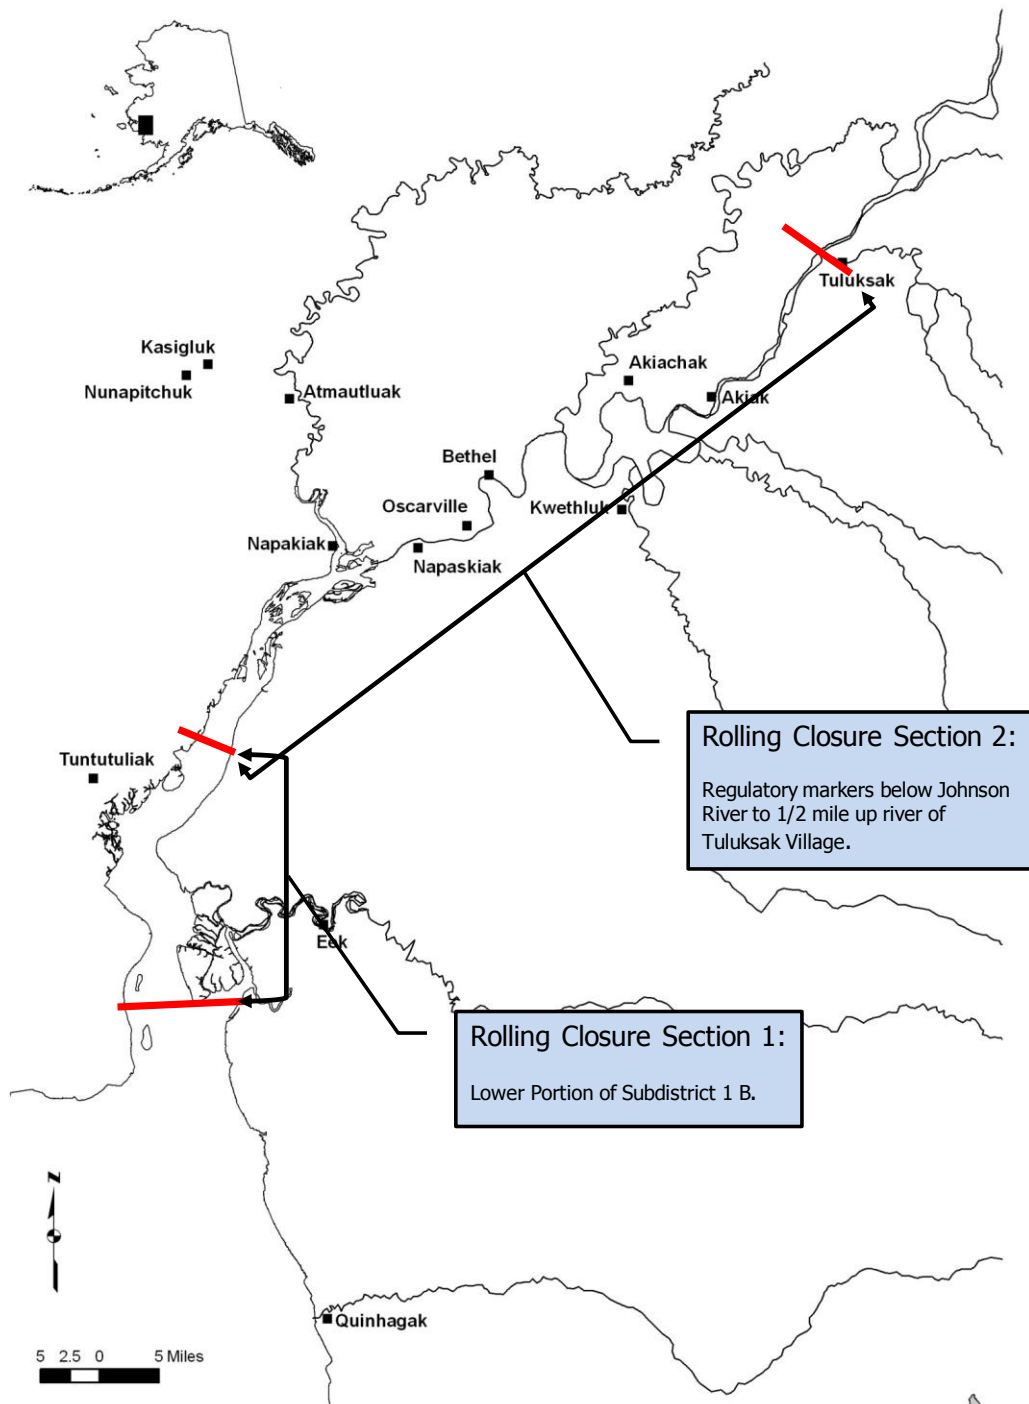 Tuluksak
Kasigluk
Nunapitchuk
Atmautluak
Akiachak
Akiak
Bethel
Oscarville
Kwethluk
Napakiak
Napaskiak
Rolling Closure Section 2:
Regulatory markers below Johnson
River to 1/2 mile up river of
Tuluksak Village.
Tuntutuliak
Eek
Rolling Closure Section 1:
Lower Portion of Subdistrict 1 B.
N
Quinhagak
5 2.5 0 5 Miles